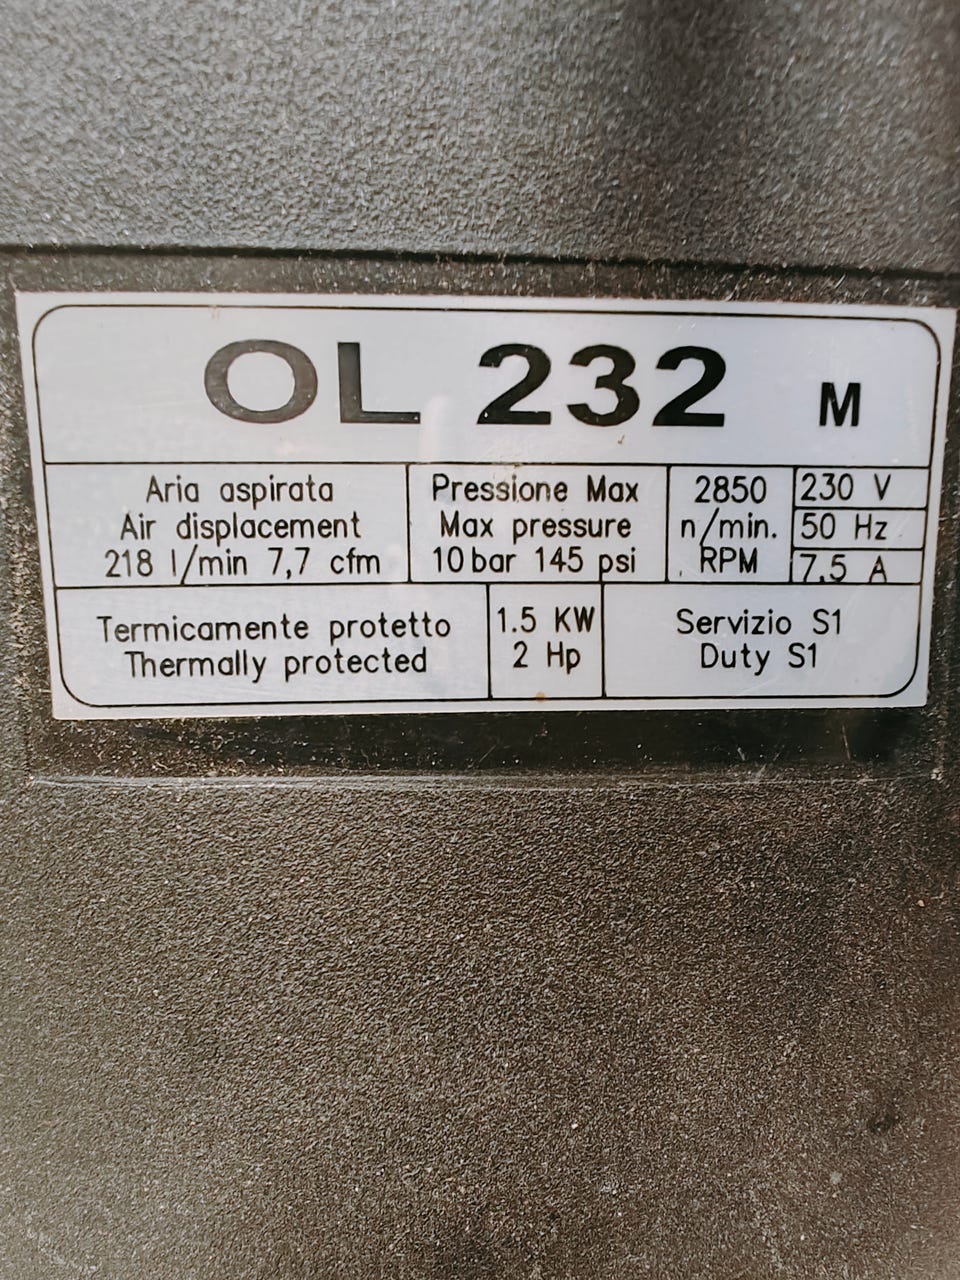 OL 232 M
Aria aspirata
Air displacement
218 l/min 7,7 cfm
Pressione Max
Max pressure
10 bar 145 psi
2850
n/min.
RPM
230 V
50 Hz
7.5 A
Termicamente protetto
Thermally protected
1.5 KW
2 Hp
Servizio S1
Duty S1